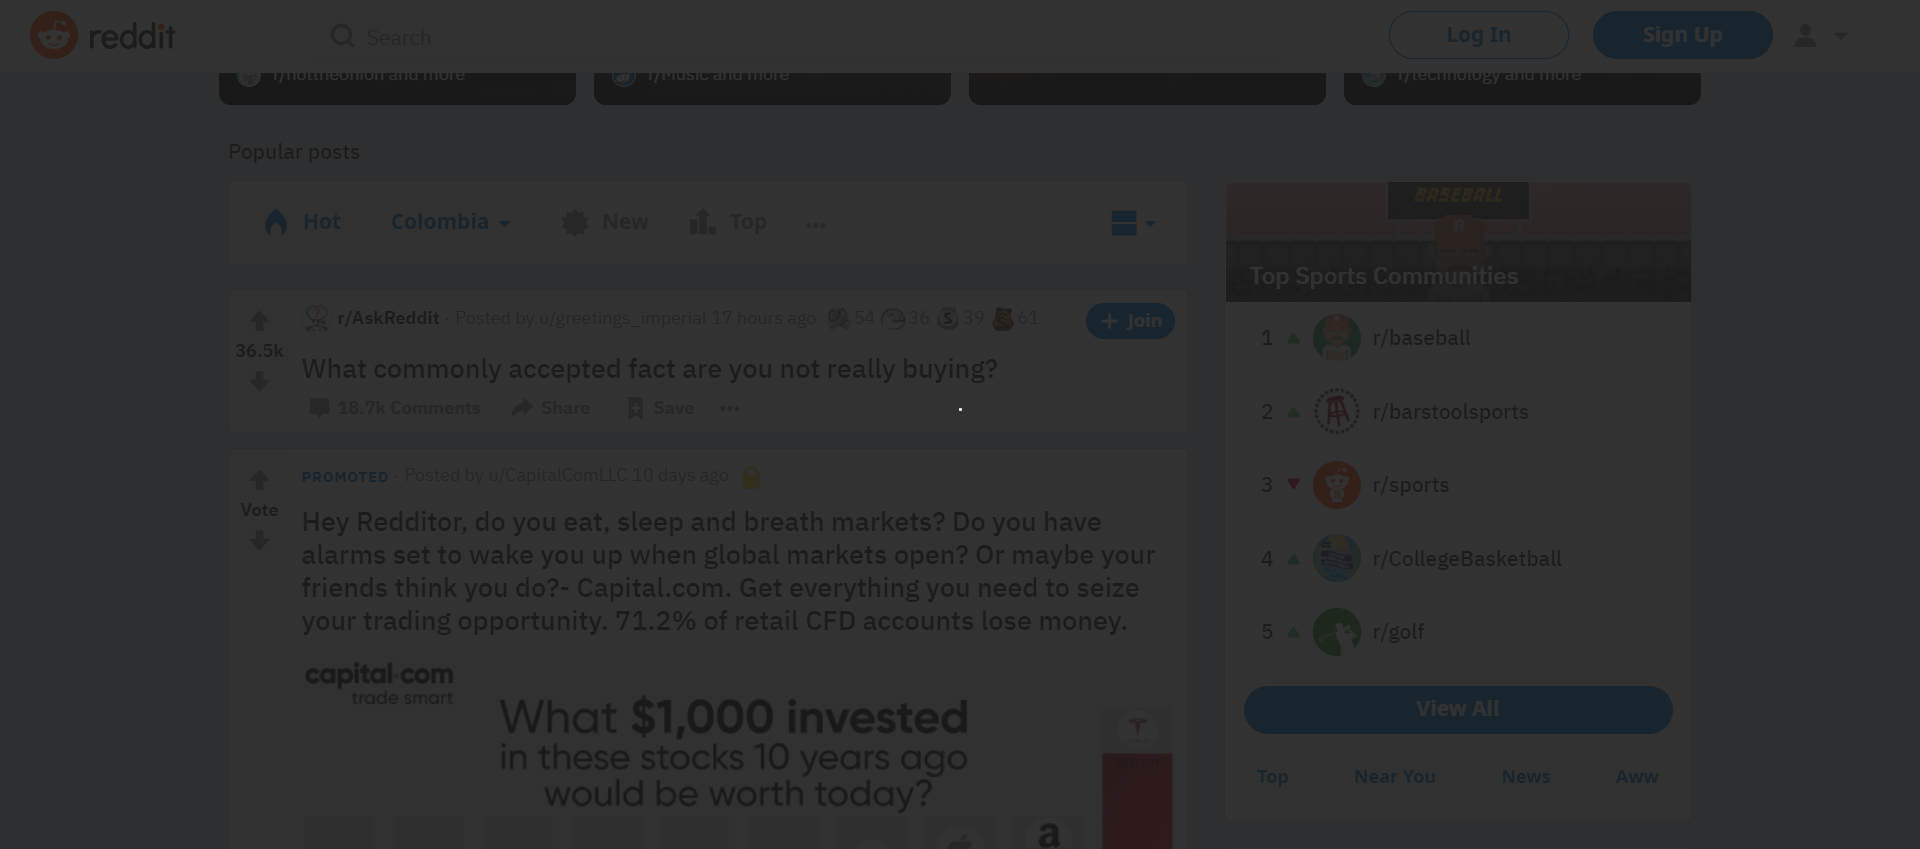 reddit
Search
Log In
Sign Up
r/nottheonion and more
r/Music and more
r/technology and more
Popular posts
Hot
Colombia
New
Top
BASEBALL
Top Sports Communities
r/AskReddit · Posted by u/greetings_imperial 17 hours ago 54 36 39 61
Join
36.5k
What commonly accepted fact are you not really buying?
18.7k Comments
Share
Save
PROMOTED · Posted by u/CapitalComLLC 10 days ago
Vote
Hey Redditor, do you eat, sleep and breath markets? Do you have
alarms set to wake you up when global markets open? Or maybe your
friends think you do?- Capital.com. Get everything you need to seize
your trading opportunity. 71.2% of retail CFD accounts lose money.
capital.com
trade smart
What $1,000 invested
in these stocks 10 years ago
would be worth today?
a
1 r/baseball
2 r/barstoolsports
3 r/sports
4 r/CollegeBasketball
5 r/golf
View All
Top
Near You
News
Aww